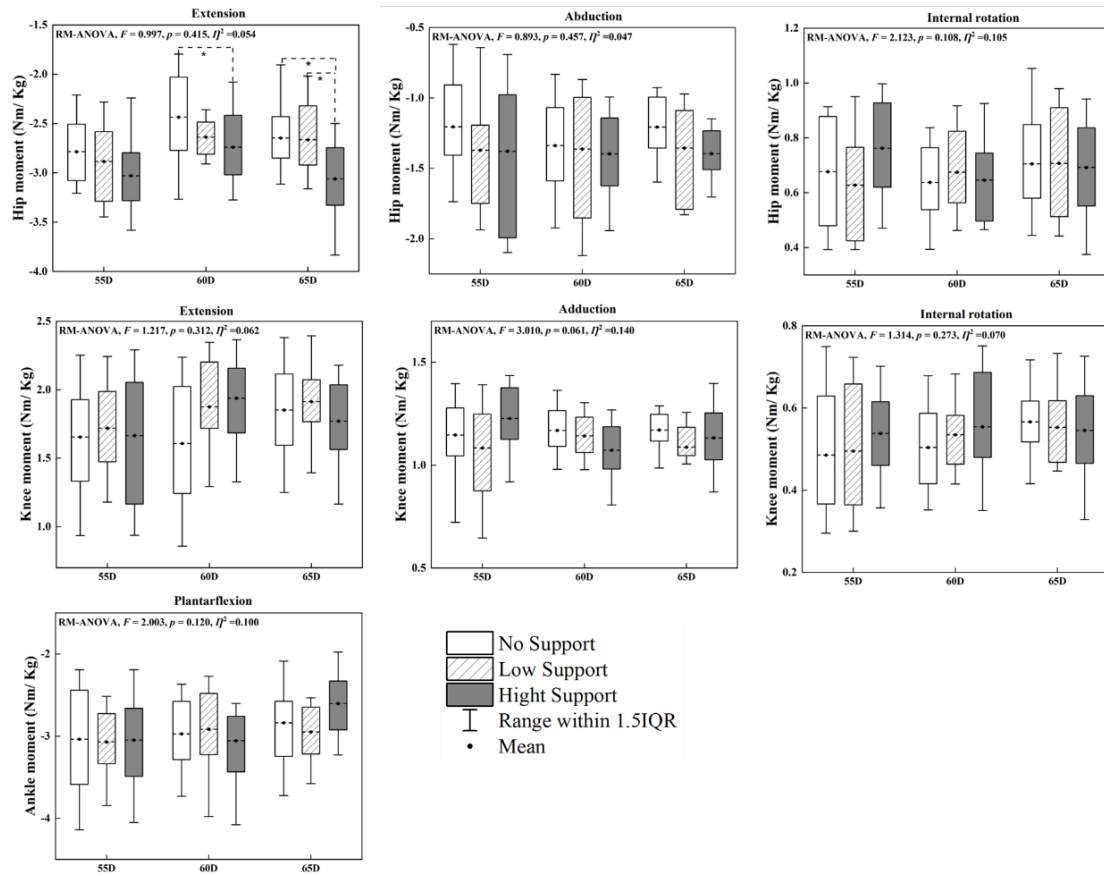 Extension
RM-ANOVA, F = 0.997, p = 0.415, η² =0.054
Hip moment (Nm/ Kg)
-1.5
-2.0
-2.5
-3.0
-3.5
-4.0
*
*
*
55D 60D 65D
Abduction
RM-ANOVA, F = 0.893, p = 0.457, η² =0.047
Hip moment (Nm/ Kg)
-1.0
-1.5
-2.0
55D 60D 65D
Internal rotation
RM-ANOVA, F = 2.123, p = 0.108, η² =0.105
Hip moment (Nm/ Kg)
1.2
1.0
0.8
0.6
0.4
55D 60D 65D
Extension
RM-ANOVA, F = 1.217, p = 0.312, η² =0.062
Knee moment (Nm/ Kg)
2.5
2.0
1.5
1.0
55D 60D 65D
Adduction
RM-ANOVA, F = 3.010, p = 0.061, η² =0.140
Knee moment (Nm/ Kg)
1.5
1.0
0.5
55D 60D 65D
Internal rotation
RM-ANOVA, F = 1.314, p = 0.273, η² =0.070
Knee moment (Nm/ Kg)
0.8
0.6
0.4
0.2
55D 60D 65D
Plantarflexion
RM-ANOVA, F = 2.003, p = 0.120, η² =0.100
Ankle moment (Nm/ Kg)
-2
-4
55D 60D 65D
No Support
Low Support
Hight Support
Range within 1.5IQR
Mean